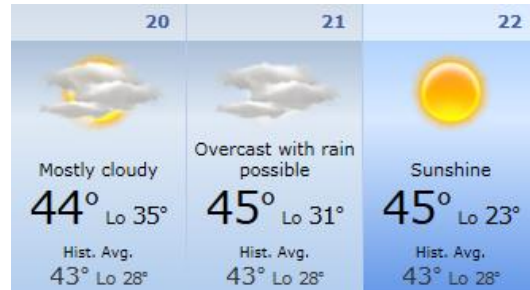 20
Mostly cloudy
44° Lo 35°
Hist. Avg.
43° Lo 28°
21
Overcast with rain
possible
45° Lo 31°
Hist. Avg.
43° Lo 28°
22
Sunshine
45° Lo 23°
Hist. Avg.
43° Lo 28°